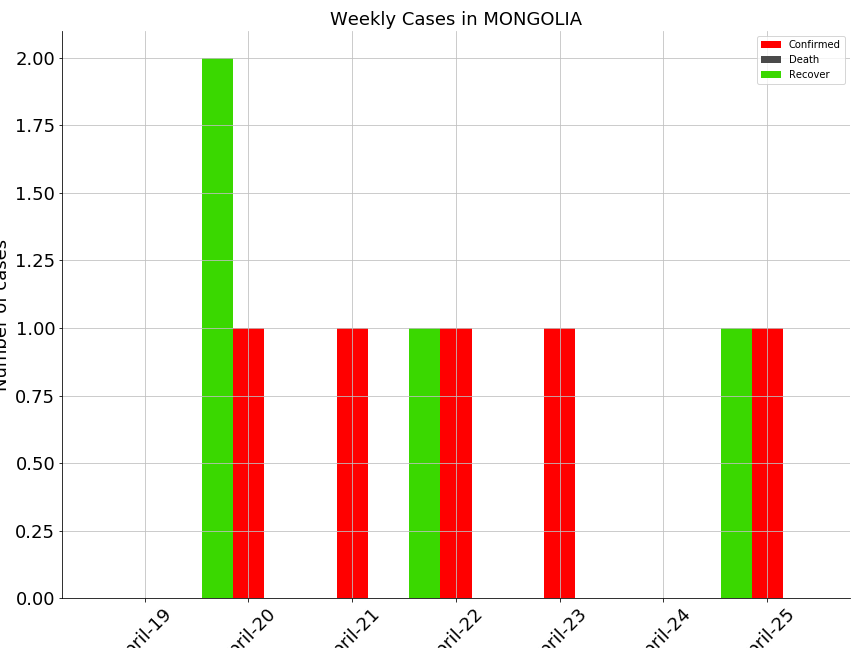 Weekly Cases in MONGOLIA
Confirmed
Death
Recover
2.00
1.75
1.50
1.25
1.00
0.75
0.50
0.25
0.00
Number of cases
pril-19
pril-20
pril-21
pril-22
pril-23
pril-24
pril-25